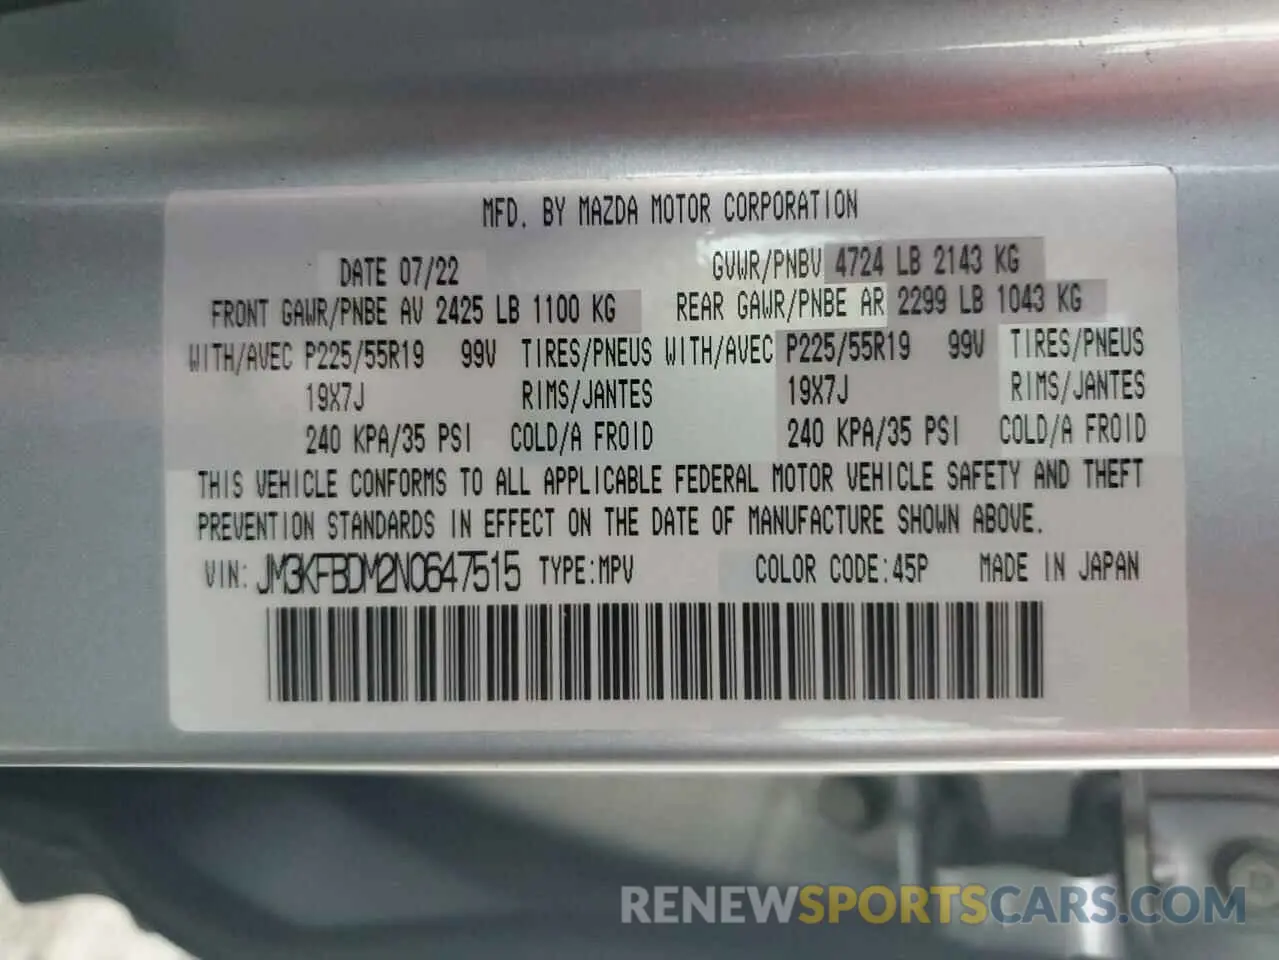 MFD. BY MAZDA MOTOR CORPORATION
DATE 07/22 GVWR/PNBV 4724 LB 2143 KG
FRONT GAWR/PNBE AV 2425 LB 1100 KG REAR GAWR/PNBE AR 2299 LB 1043 KG
WITH/AVEC P225/55R19 99V TIRES/PNEUS WITH/AVEC P225/55R19 99V TIRES/PNEUS
19X7J RIMS/JANTES 19X7J RIMS/JANTES
240 KPA/35 PSI COLD/A FROID 240 KPA/35 PSI COLD/A FROID
THIS VEHICLE CONFORMS TO ALL APPLICABLE FEDERAL MOTOR VEHICLE SAFETY AND THEFT
PREVENTION STANDARDS IN EFFECT ON THE DATE OF MANUFACTURE SHOWN ABOVE.
VIN: JM3KFBDM2N0647515 TYPE:MPV COLOR CODE:45P MADE IN JAPAN
RENEWSPORTSCARS.COM